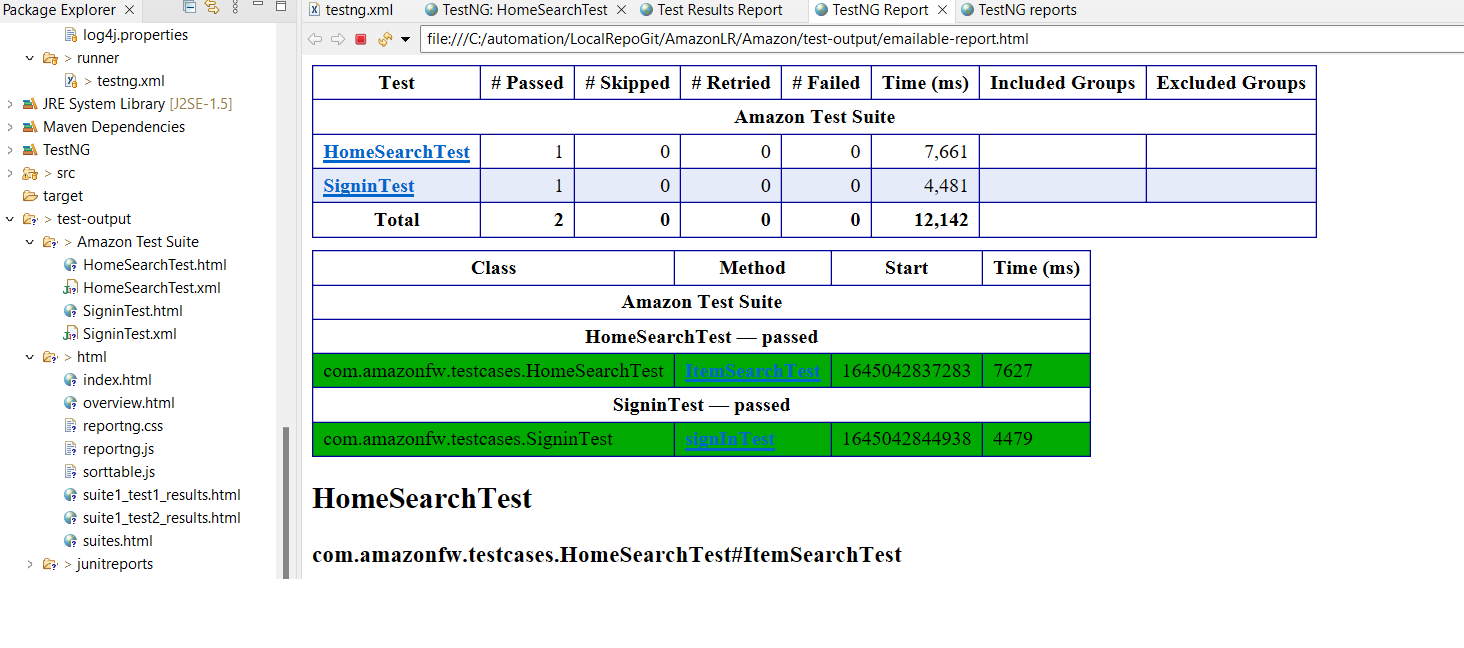 Package Explorer
log4j.properties
> runner
> testng.xml
JRE System Library [J2SE-1.5]
Maven Dependencies
TestNG
> src
target
> test-output
> Amazon Test Suite
HomeSearchTest.html
HomeSearchTest.xml
SigninTest.html
SigninTest.xml
> html
index.html
overview.html
reportng.css
reportng.js
sorttable.js
suite1_test1_results.html
suite1_test2_results.html
suites.html
> junitreports
testng.xml TestNG: HomeSearchTest Test Results Report TestNG Report TestNG reports
file:///C:/automation/LocalRepoGit/AmazonLR/Amazon/test-output/emailable-report.html
Test # Passed # Skipped # Retried # Failed Time (ms) Included Groups Excluded Groups
Amazon Test Suite
HomeSearchTest 1 0 0 0 7,661
SigninTest 1 0 0 0 4,481
Total 2 0 0 0 12,142
Class Method Start Time (ms)
Amazon Test Suite
HomeSearchTest — passed
com.amazonfw.testcases.HomeSearchTest ItemSearchTest 1645042837283 7627
SigninTest — passed
com.amazonfw.testcases.SigninTest signInTest 1645042844938 4479
HomeSearchTest
com.amazonfw.testcases.HomeSearchTest#ItemSearchTest